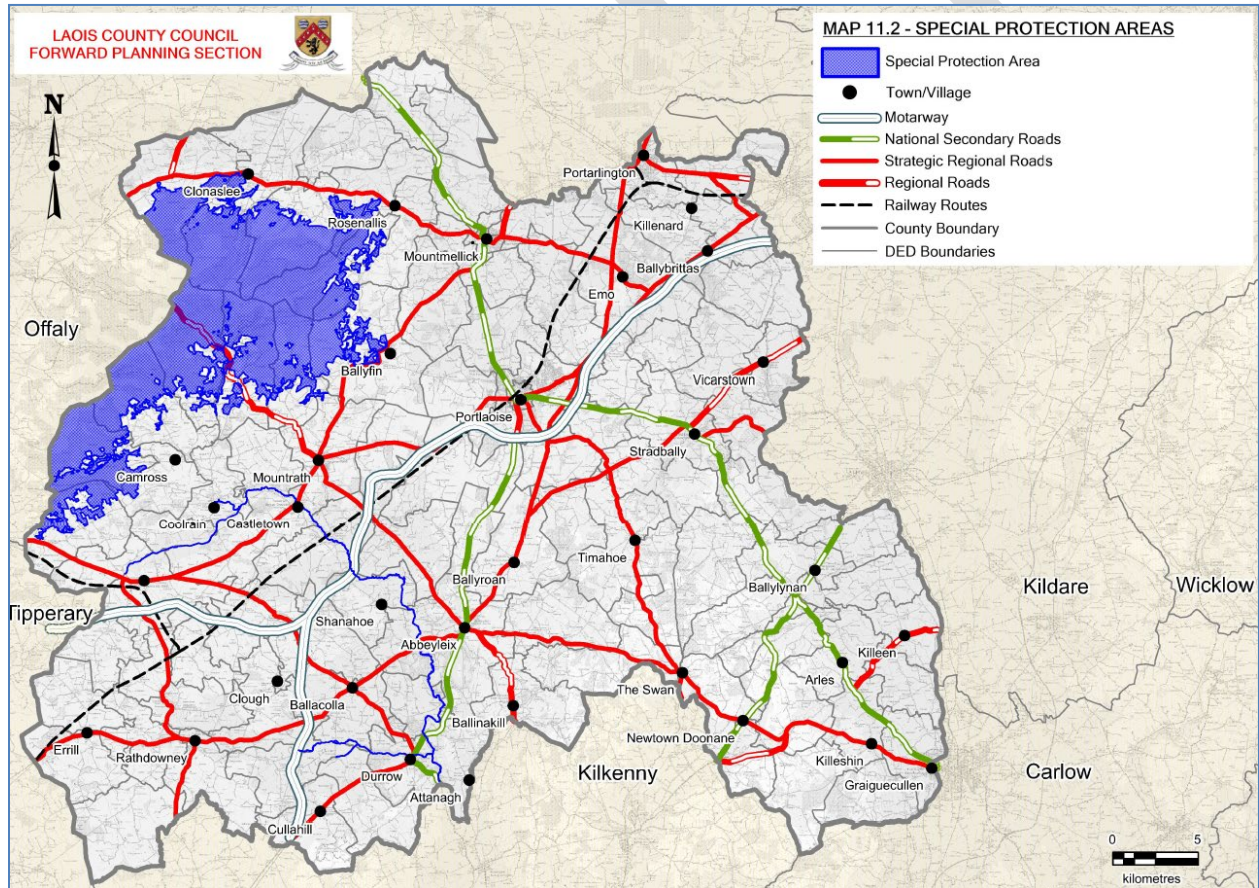 LAOIS COUNTY COUNCIL
FORWARD PLANNING SECTION
N
MAP 11.2 - SPECIAL PROTECTION AREAS
Special Protection Area
Town/Village
Motarway
National Secondary Roads
Strategic Regional Roads
Regional Roads
Railway Routes
County Boundary
DED Boundaries
Portarlington
Clonaslee
Rosenallis
Killenard
Mountmellick
Ballybrittas
Emo
Offaly
Ballyfin
Vicarstown
Portlaoise
Stradbally
Camross
Mountrath
Coolrain
Castletown
Timahoe
Ballyroan
Ballylynan
Kildare
Wicklow
Tipperary
Shanahoe
Abbeyleix
Killeen
Clough
The Swan
Arles
Ballacolla
Ballinakill
Newtown Doonane
Errill
Rathdowney
Killeshin
Durrow
Kilkenny
Carlow
Graiguecullen
Attanagh
Cullahill
0 5
kilometres